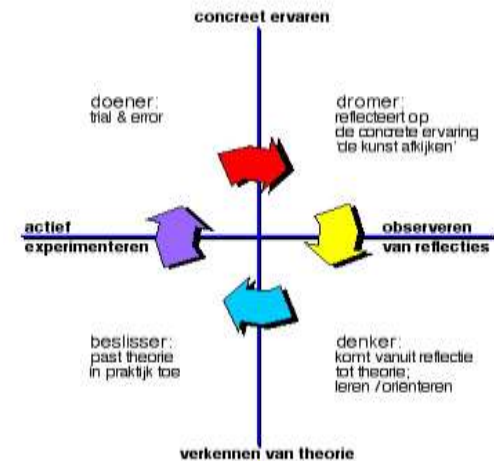 concreet ervaren
doener:
trial & error
dromer:
reflecteert op
de concrete ervaring
'de kunst afkijken'
actief
experimenteren
observeren
van reflecties
beslisser:
past theorie
in praktijk toe
denker:
komt vanuit reflectie
tot theorie;
leren / oriënteren
verkennen van theorie